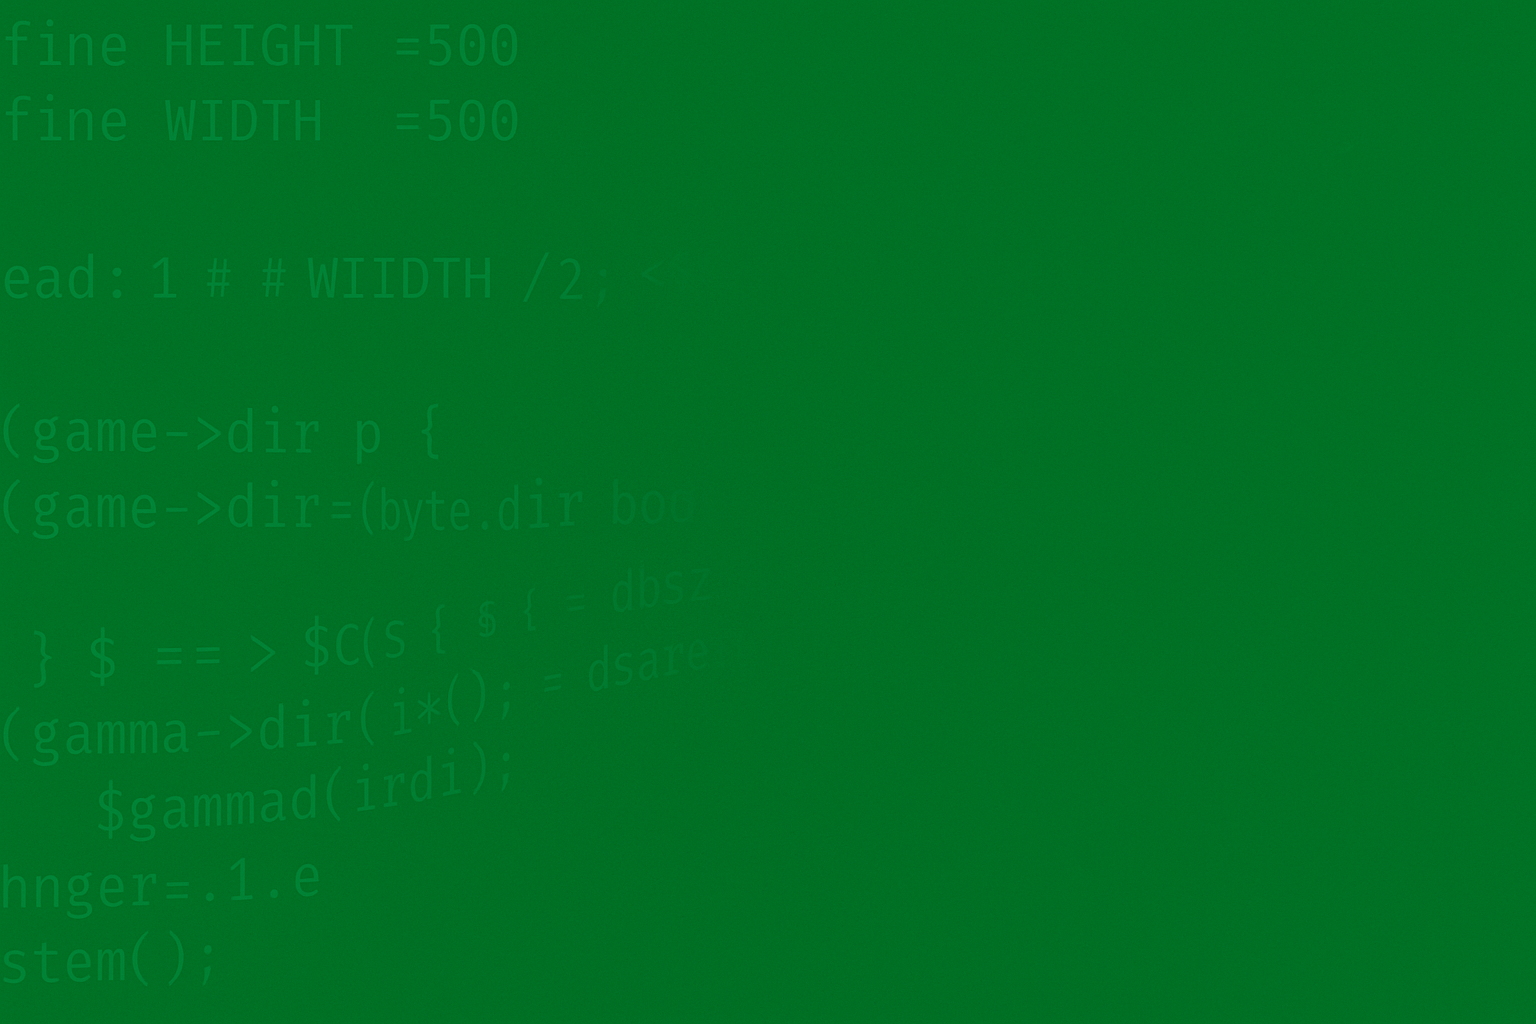 fine HEIGHT =500
fine WIDTH =500
ead: 1 # # WIIDTH /2; <
(game->dir p {
(game->dir=(byte.dir boo
} $ == > $C(S { $ { = dbsz
(gamma->dir(i*(); = dsare
$gammad(irdi);
hnger=.1.e
stem();